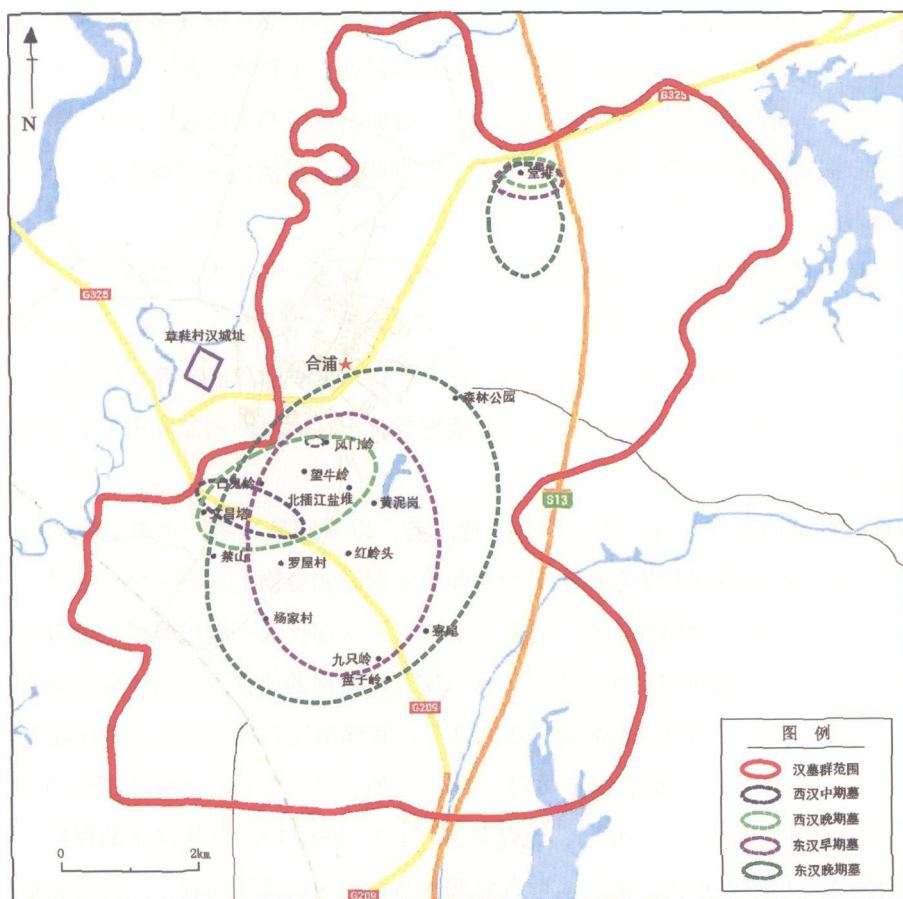 G325
堂排
N
G325
草鞋村汉城址
合浦
森林公园
风门岭
望牛岭
北插江盐堆
黄泥岗
S13
文昌塔
禁山
罗屋村
红岭头
杨家村
寮尾
九只岭
盘子岭
G209
图 例
汉墓群范围
西汉中期墓
西汉晚期墓
东汉早期墓
东汉晚期墓
0 2km
G209